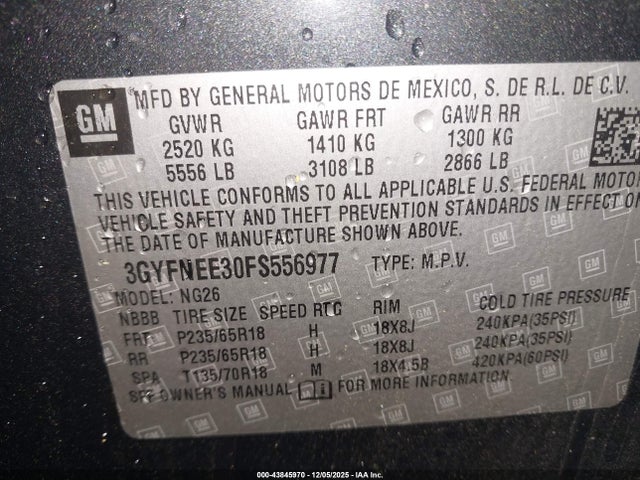 GM
MFD BY GENERAL MOTORS DE MEXICO, S. DE R.L. DE C.V.
GVWR GAWR FRT GAWR RR
2520 KG 1410 KG 1300 KG
5556 LB 3108 LB 2866 LB
THIS VEHICLE CONFORMS TO ALL APPLICABLE U.S. FEDERAL MOTOR
VEHICLE SAFETY AND THEFT PREVENTION STANDARDS IN EFFECT ON
THE DATE OF MANUFACTURE SHOWN ABOVE.
3GYFNEE30FS556977 TYPE: M.P.V.
MODEL: NG26
NBBB TIRE SIZE SPEED RTG RIM COLD TIRE PRESSURE
FRT P235/65R18 H 18X8J 240KPA(35PSI)
RR P235/65R18 H 18X8J 240KPA(35PSI)
SPA T135/70R18 M 18X4.5B 420KPA(60PSI)
SEE OWNER'S MANUAL FOR MORE INFORMATION
000-43845970 • 12/05/2025 • IAA Inc.